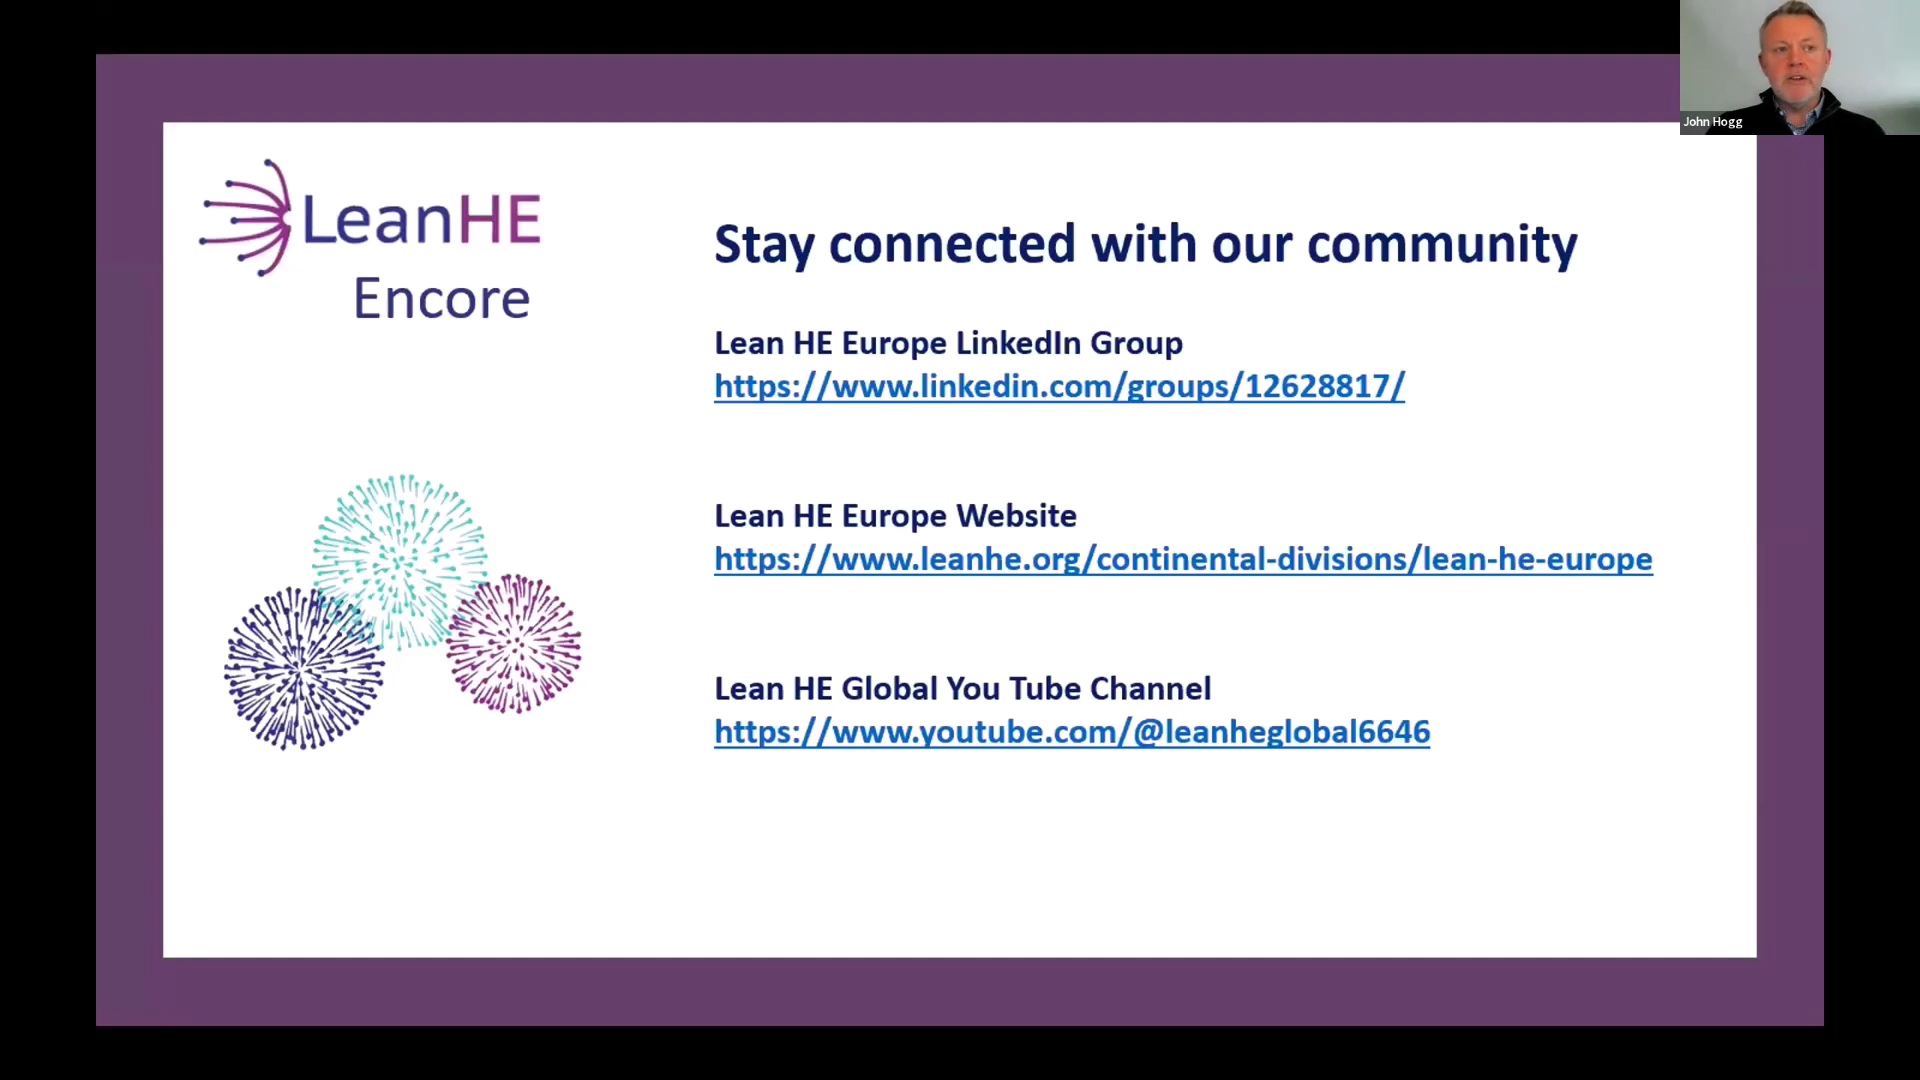 John Hogg
LeanHE
Encore
Stay connected with our community
Lean HE Europe LinkedIn Group
https://www.linkedin.com/groups/12628817/
Lean HE Europe Website
https://www.leanhe.org/continental-divisions/lean-he-europe
Lean HE Global You Tube Channel
https://www.youtube.com/@leanheglobal6646